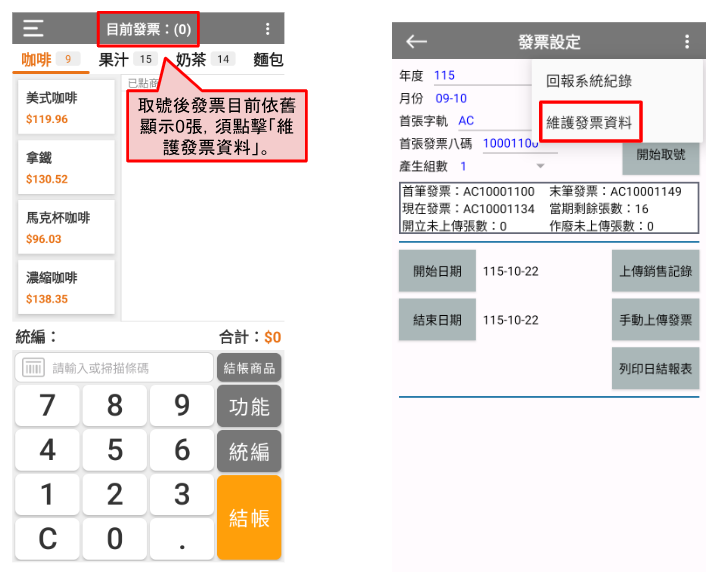 目前發票：(0)
咖啡 9 果汁 15 奶茶 14 麵包
已點商
取號後發票目前依舊
顯示0張，須點擊「維
護發票資料」。
美式咖啡
$119.96
拿鐵
$130.52
馬克杯咖啡
$96.03
濃縮咖啡
$138.35
統編：
合計：$0
請輸入或掃描條碼
結帳商品
7 8 9 功能
4 5 6 統編
1 2 3
結帳
C 0 .
發票設定
回報系統紀錄
維護發票資料
年度 115
月份 09-10
首張字軌 AC
首張發票八碼 10001100
開始取號
產生組數 1
首筆發票：AC10001100 末筆發票：AC10001149
現在發票：AC10001134 當期剩餘張數：16
開立未上傳張數：0 作廢未上傳張數：0
開始日期 115-10-22 上傳銷售記錄
結束日期 115-10-22 手動上傳發票
列印日結報表